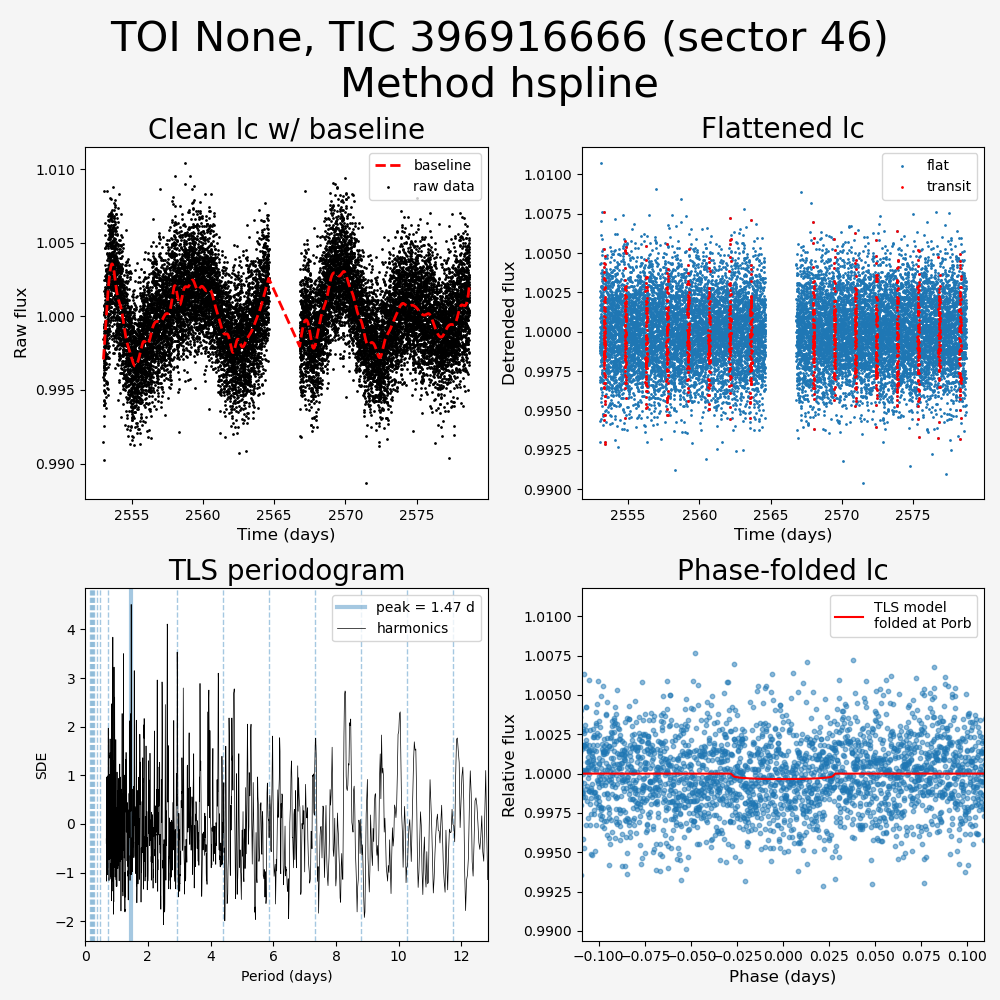 TOI None, TIC 396916666 (sector 46)
Method hspline
Clean lc w/ baseline
baseline
raw data
1.010
1.005
1.000
0.995
0.990
Raw flux
2555 2560 2565 2570 2575
Time (days)
Flattened lc
flat
transit
1.0100
1.0075
1.0050
1.0025
1.0000
0.9975
0.9950
0.9925
0.9900
Detrended flux
2555 2560 2565 2570 2575
Time (days)
TLS periodogram
peak = 1.47 d
harmonics
4
3
2
1
0
−1
−2
SDE
0 2 4 6 8 10 12
Period (days)
Phase-folded lc
TLS model
folded at Porb
1.0100
1.0075
1.0050
1.0025
1.0000
0.9975
0.9950
0.9925
0.9900
Relative flux
−0.100 −0.075 −0.050 −0.025 0.000 0.025 0.050 0.075 0.100
Phase (days)